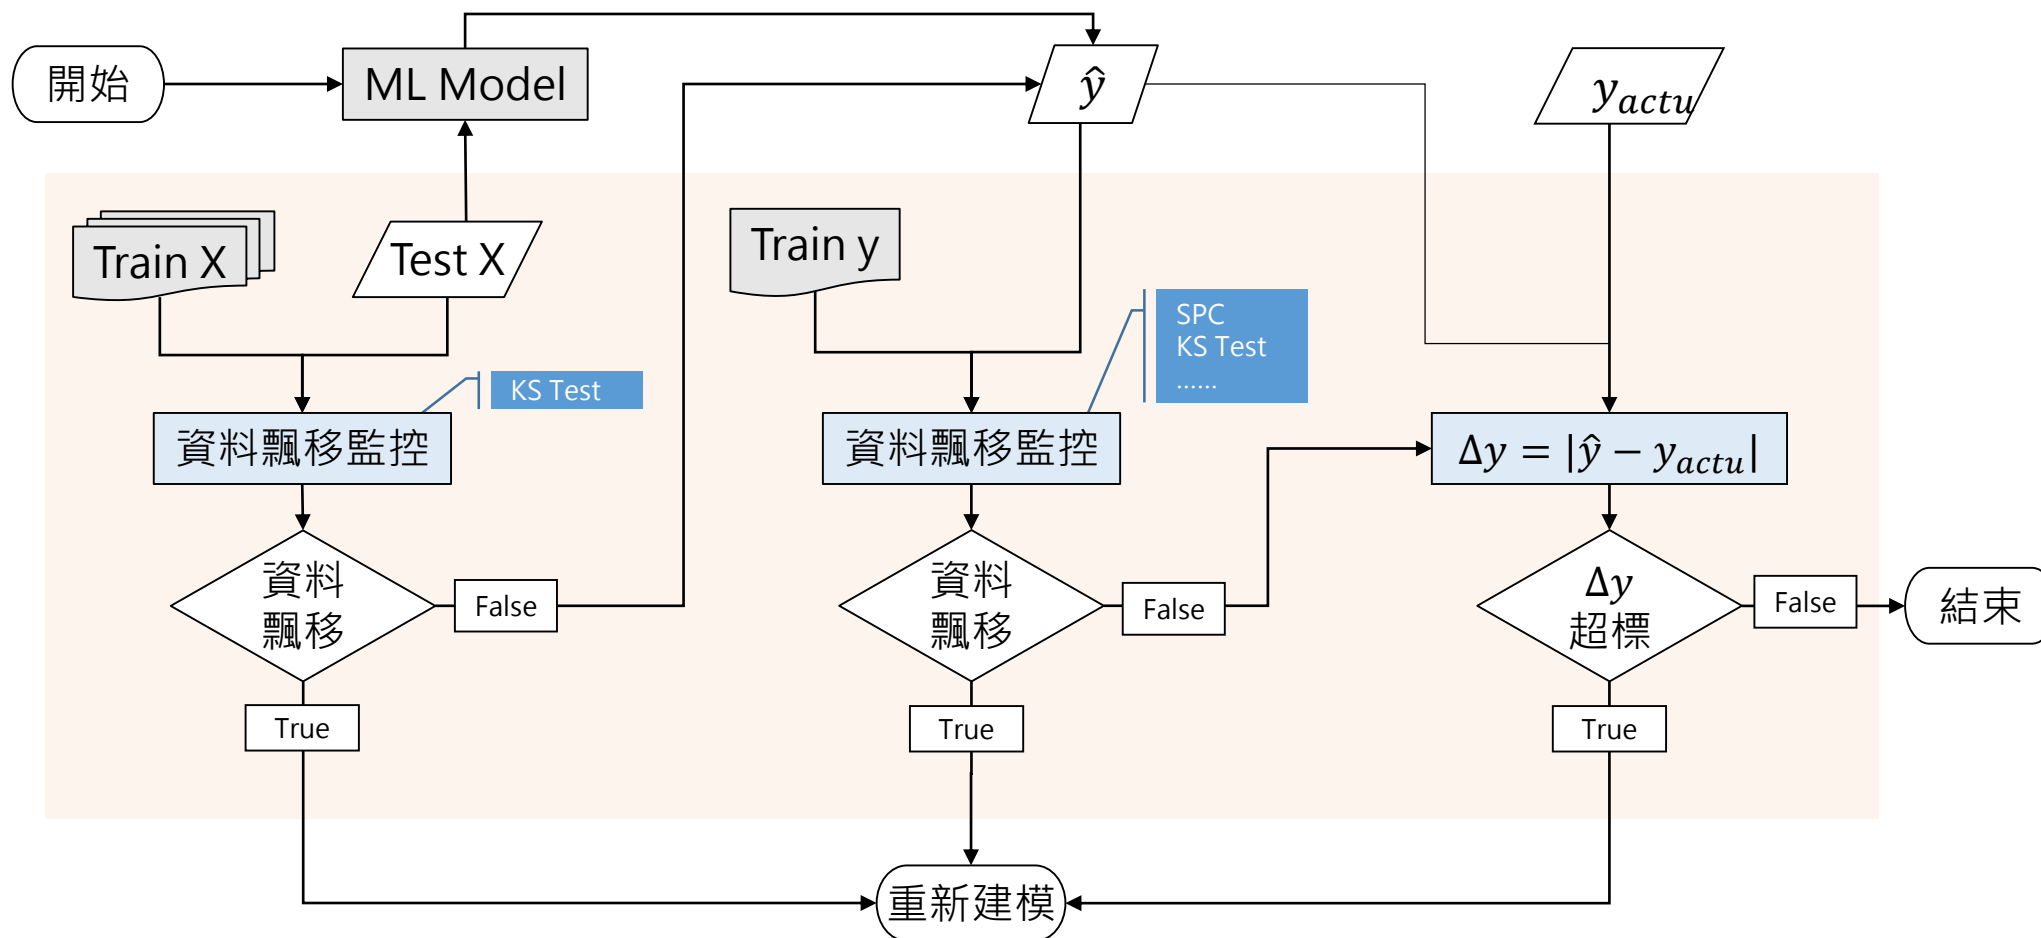 開始
ML Model
ŷ
y_actu
Train X
Test X
Train y
KS Test
SPC
KS Test
......
資料飄移監控
資料飄移監控
Δy = |ŷ − y_actu|
資料
飄移
False
資料
飄移
False
Δy
超標
False
結束
True
True
True
重新建模